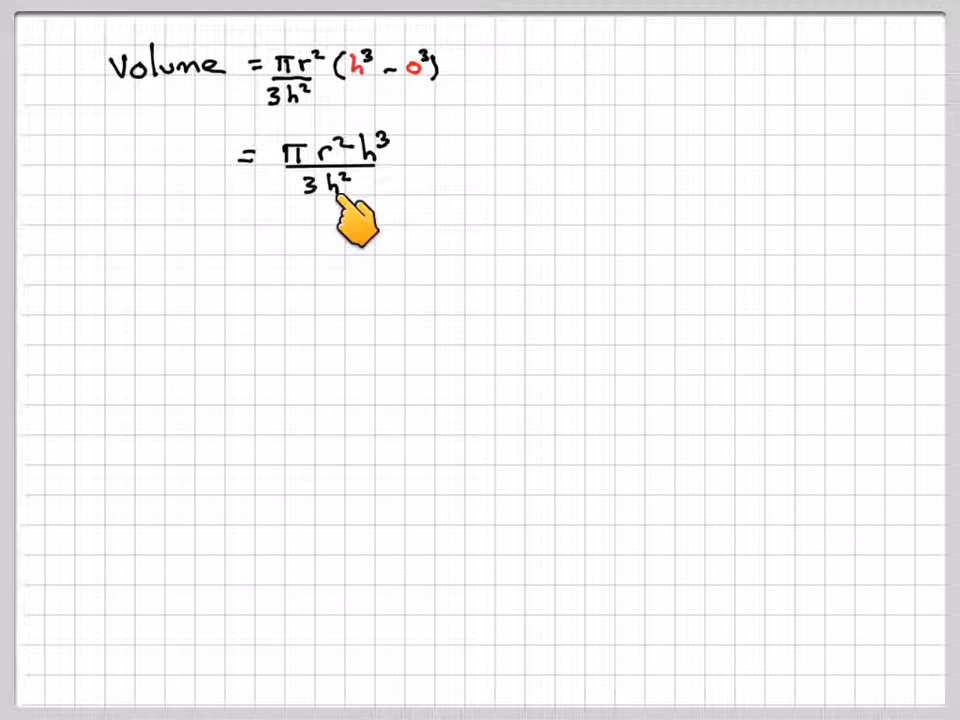 Volume = πr²/3h² (h³ - 0³)
= πr²h³/3h²